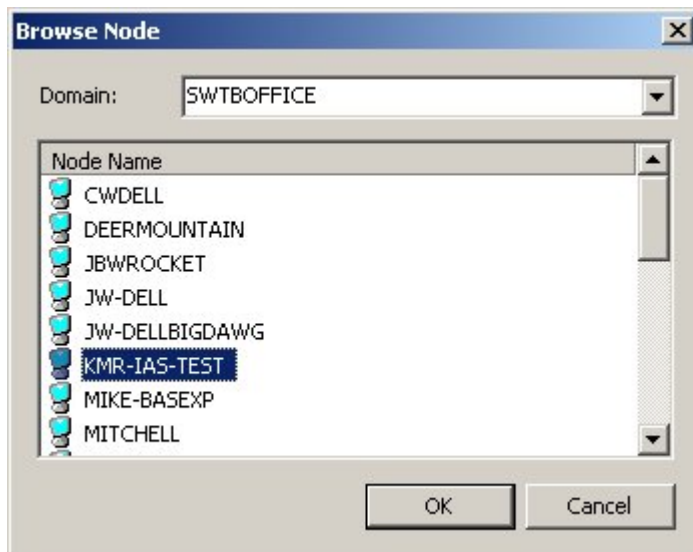 Browse Node
Domain: SWTBOFFICE
Node Name
CWDELL
DEERMOUNTAIN
JBWROCKET
JW-DELL
JW-DELLBIGDAWG
KMR-IAS-TEST
MIKE-BASEXP
MITCHELL
OK Cancel